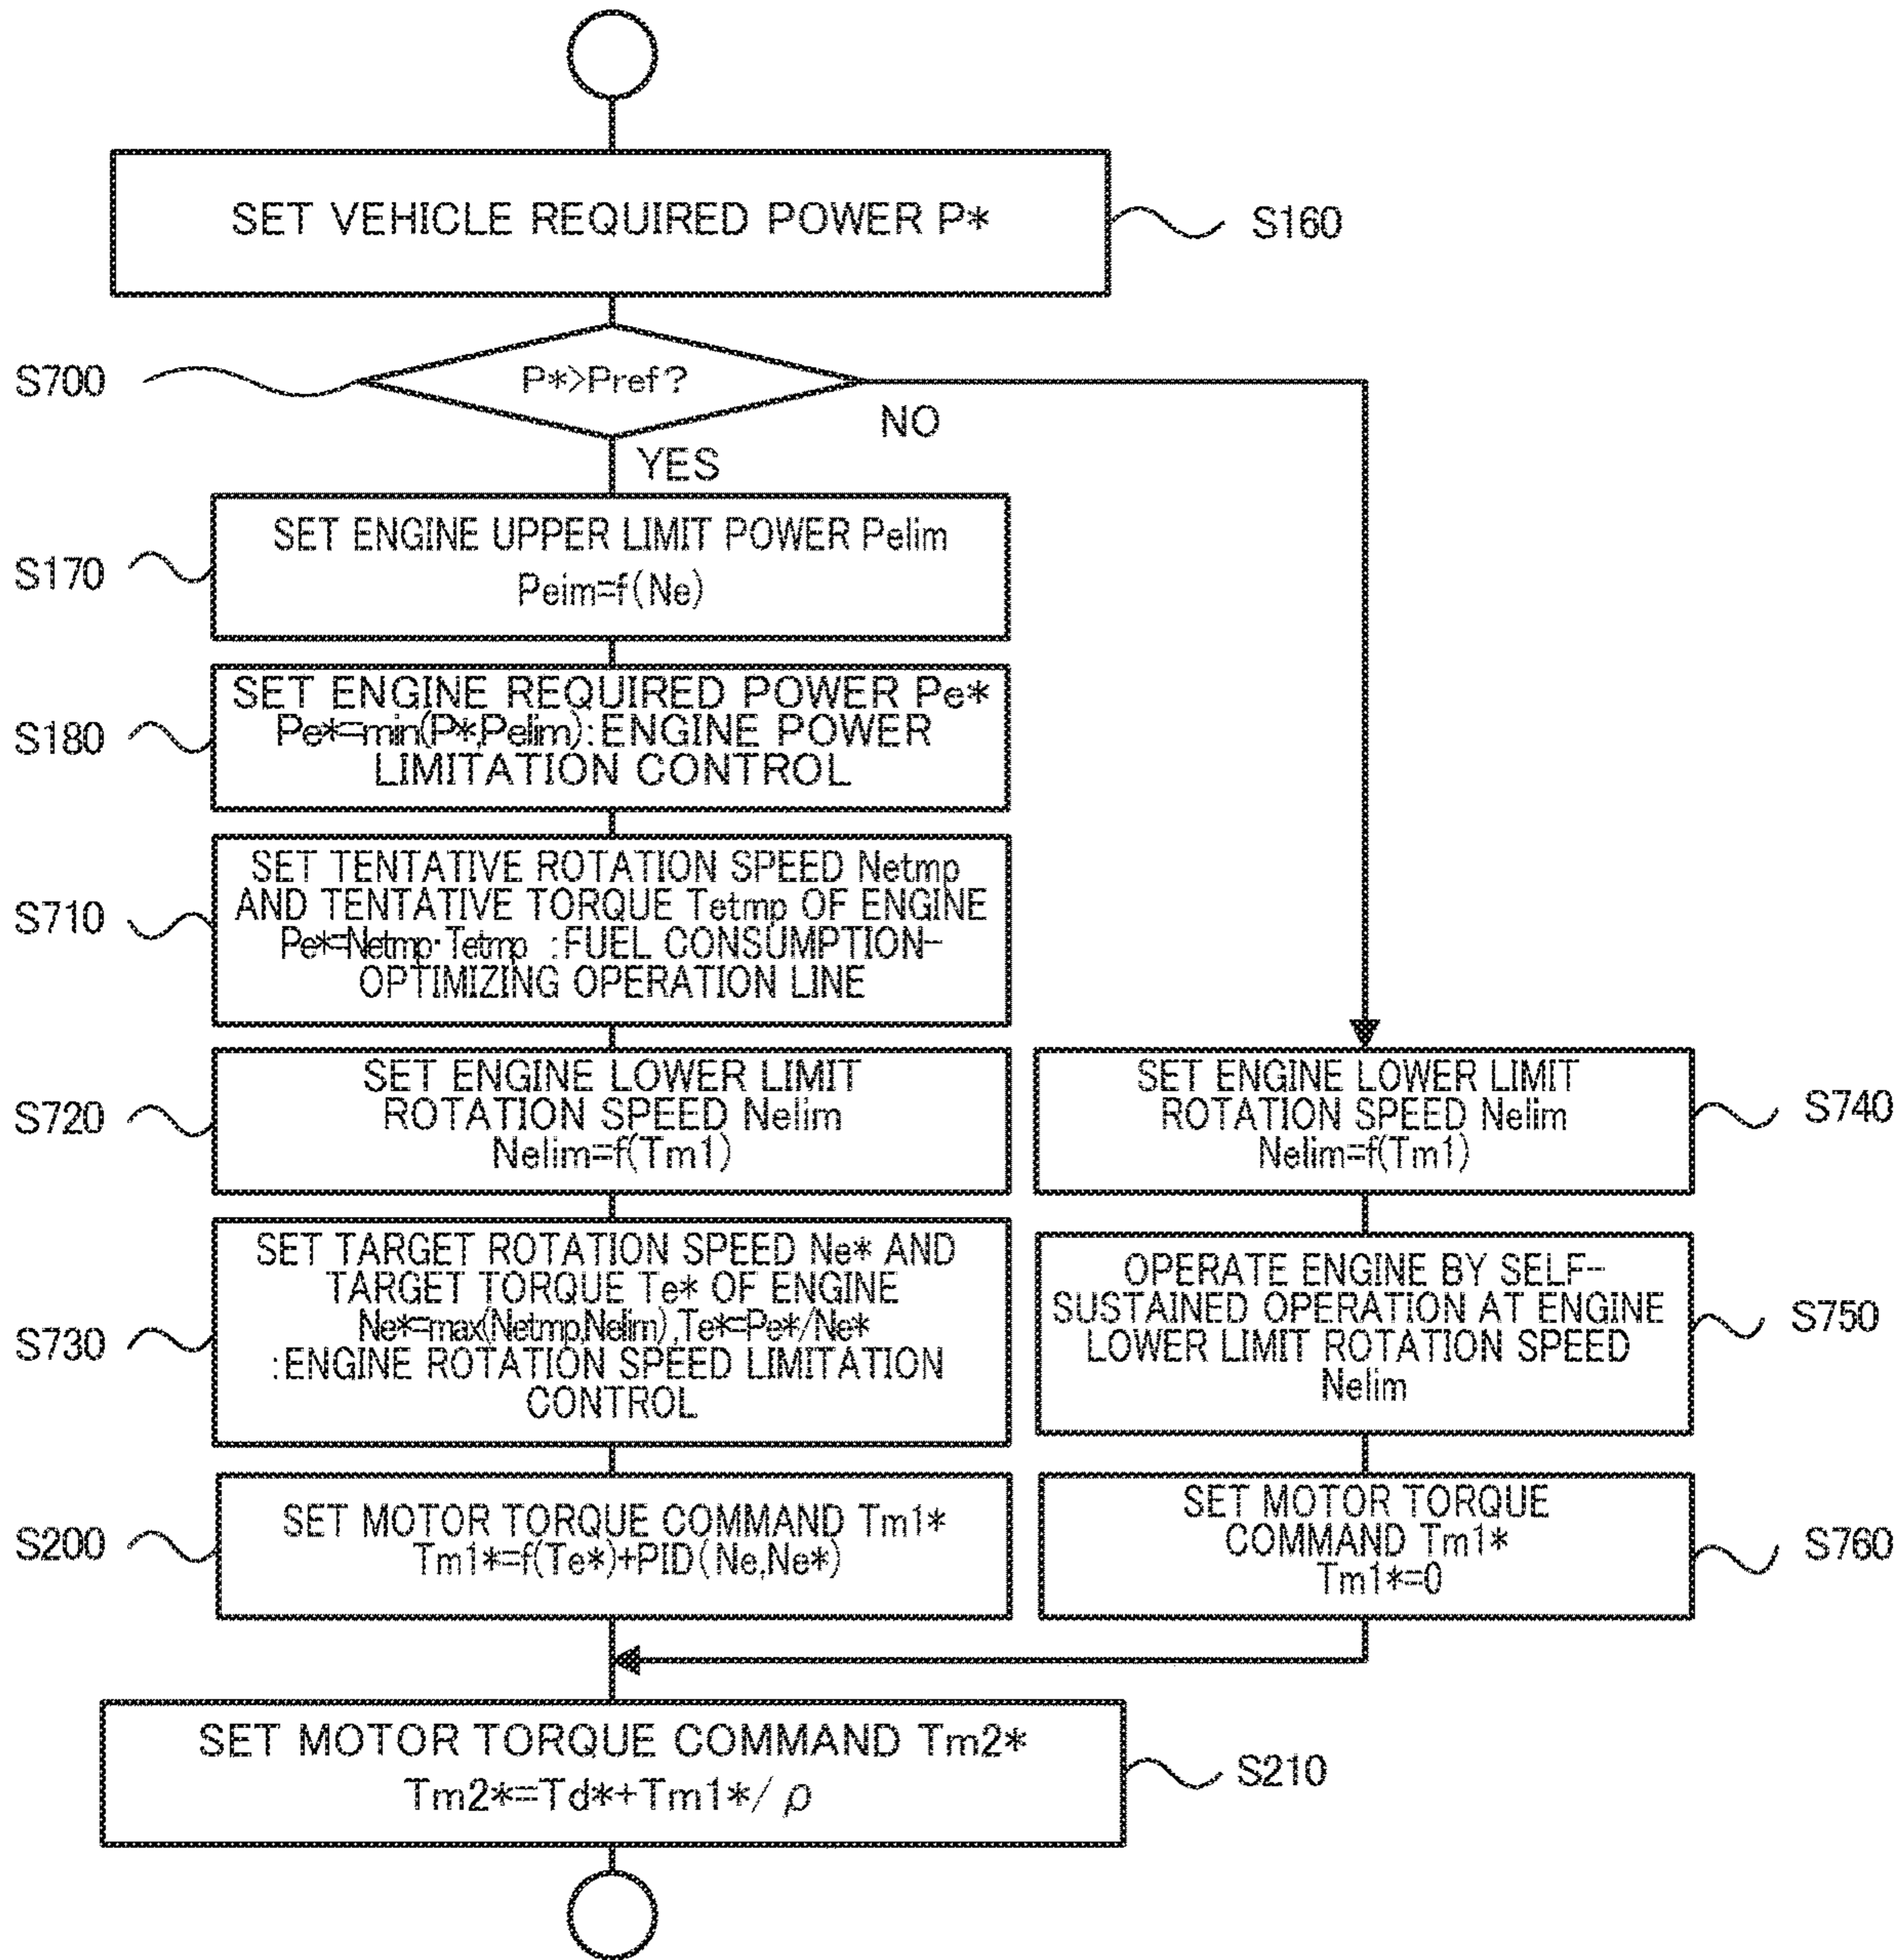 SET VEHICLE REQUIRED POWER P*
S160
S700
P*>Pref?
NO
YES
S170
SET ENGINE UPPER LIMIT POWER Pelim
Peim=f(Ne)
S180
SET ENGINE REQUIRED POWER Pe*
Pe*=min(P*,Pelim):ENGINE POWER
LIMITATION CONTROL
S710
SET TENTATIVE ROTATION SPEED Netmp
AND TENTATIVE TORQUE Tetmp OF ENGINE
Pe*=Netmp·Tetmp :FUEL CONSUMPTION-
OPTIMIZING OPERATION LINE
S720
SET ENGINE LOWER LIMIT
ROTATION SPEED Nelim
Nelim=f(Tm1)
SET ENGINE LOWER LIMIT
ROTATION SPEED Nelim
Nelim=f(Tm1)
S740
S730
SET TARGET ROTATION SPEED Ne* AND
TARGET TORQUE Te* OF ENGINE
Ne*=max(Netmp,Nelim),Te*=Pe*/Ne*
:ENGINE ROTATION SPEED LIMITATION
CONTROL
OPERATE ENGINE BY SELF-
SUSTAINED OPERATION AT ENGINE
LOWER LIMIT ROTATION SPEED
Nelim
S750
S200
SET MOTOR TORQUE COMMAND Tm1*
Tm1*=f(Te*)+PID(Ne,Ne*)
SET MOTOR TORQUE
COMMAND Tm1*
Tm1*=0
S760
SET MOTOR TORQUE COMMAND Tm2*
Tm2*=Td*+Tm1*/ ρ
S210